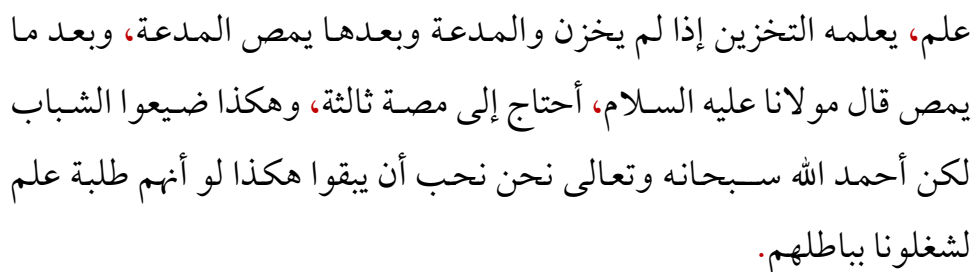 علم، يعلمه التخزين إذا لم يخزن والمدعة وبعدها يمص المدعة، وبعد ما
يمص قال مولانا عليه السلام، أحتاج إلى مصة ثالثة، وهكذا ضيعوا الشباب
لكن أحمد الله سبحانه وتعالى نحن نحب أن يبقوا هكذا لو أنهم طلبة علم
لشغلونا بباطلهم.